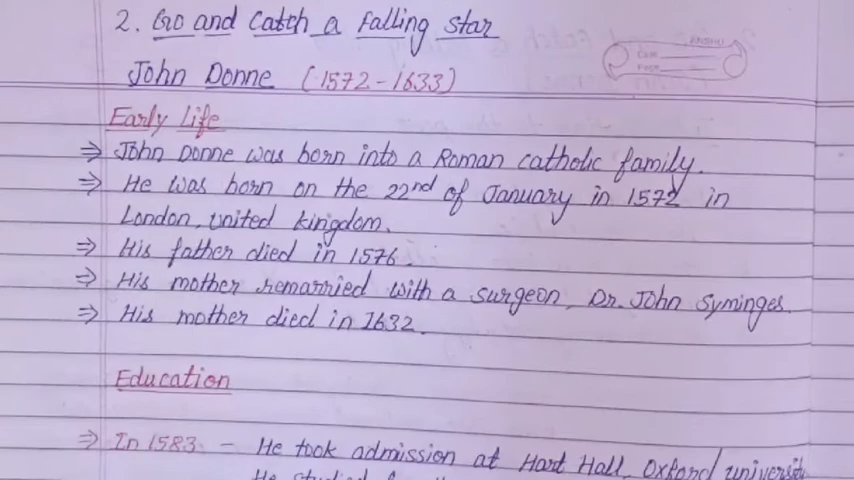 2. Go and Catch a Falling Star
John Donne (1572-1633)
Early life
⇒ John Donne was born into a Roman catholic family.
⇒ He was born on the 22nd of January in 1572 in
London, united kingdom.
⇒ His father died in 1576.
⇒ His mother remarried with a surgeon, Dr. John Syminges.
⇒ His mother died in 1632.
Education
⇒ In 1583 - He took admission at Hart Hall, Oxford university
He studied